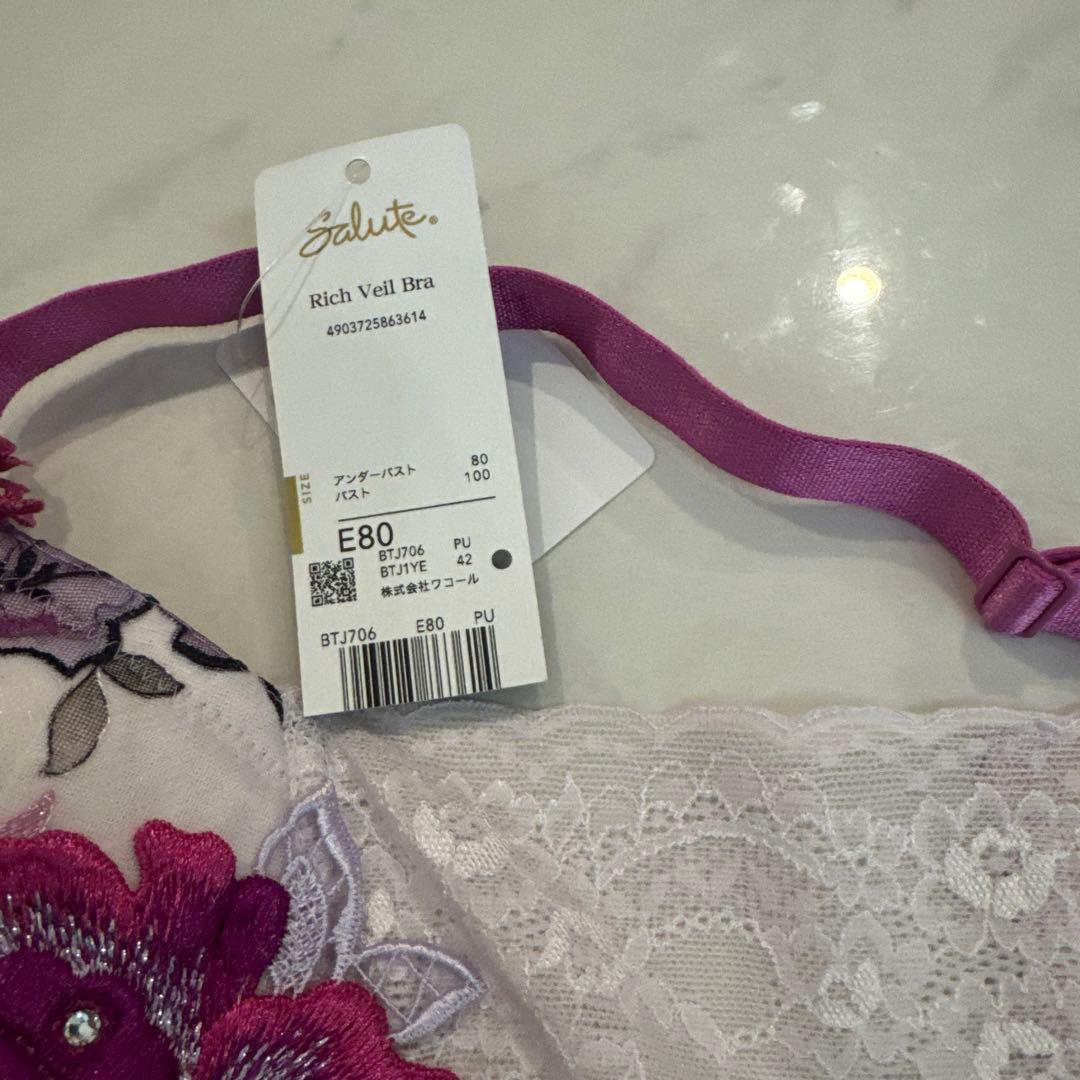 Salute®
Rich Veil Bra
4903725863614
SIZE
アンダーバスト 80
バスト 100
E80
BTJ706 PU
BTJ1YE 42
株式会社ワコール
BTJ706 E80 PU